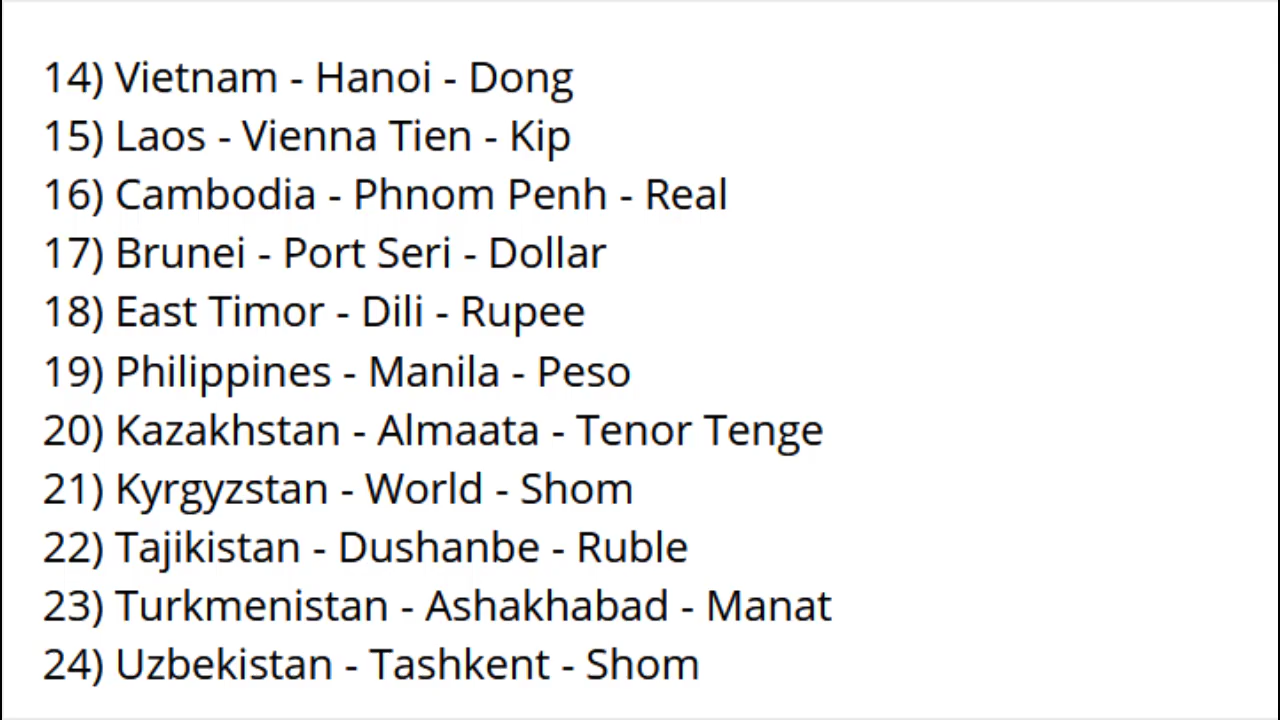 14) Vietnam - Hanoi - Dong
15) Laos - Vienna Tien - Kip
16) Cambodia - Phnom Penh - Real
17) Brunei - Port Seri - Dollar
18) East Timor - Dili - Rupee
19) Philippines - Manila - Peso
20) Kazakhstan - Almaata - Tenor Tenge
21) Kyrgyzstan - World - Shom
22) Tajikistan - Dushanbe - Ruble
23) Turkmenistan - Ashakhabad - Manat
24) Uzbekistan - Tashkent - Shom